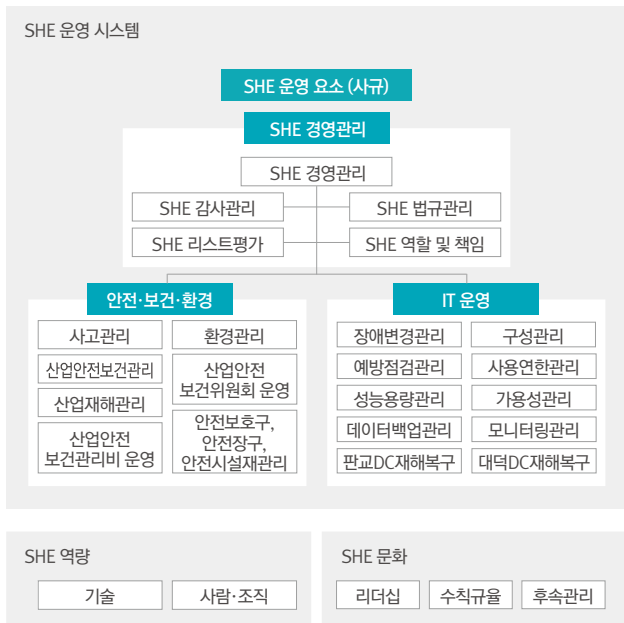 SHE 운영 시스템
SHE 운영 요소 (사규)
SHE 경영관리
SHE 경영관리
SHE 감사관리
SHE 법규관리
SHE 리스트평가
SHE 역할 및 책임
안전·보건·환경
사고관리
환경관리
산업안전보건관리
산업안전
보건위원회 운영
산업재해관리
산업안전
보건관리비 운영
안전보호구,
안전장구,
안전시설재관리
IT 운영
장애변경관리
구성관리
예방점검관리
사용연한관리
성능용량관리
가용성관리
데이터백업관리
모니터링관리
판교DC재해복구
대덕DC재해복구
SHE 역량
기술
사람·조직
SHE 문화
리더십
수칙규율
후속관리